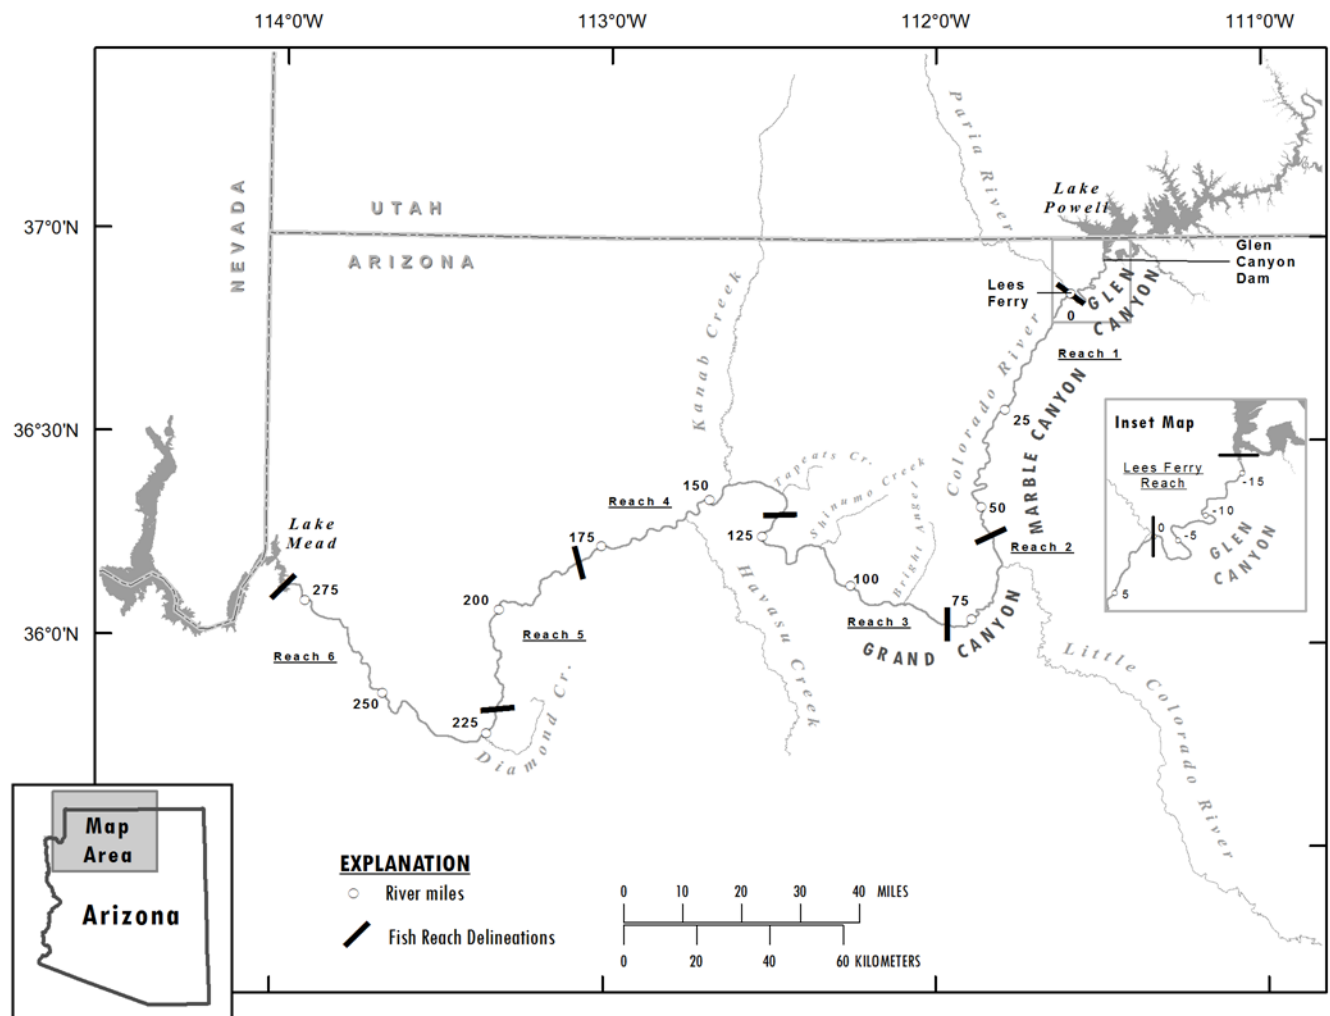 114°0'W
113°0'W
112°0'W
111°0'W
37°0'N
36°30'N
36°0'N
NEVADA
UTAH
ARIZONA
Paria River
Lake
Powell
Glen
Canyon
Dam
Lees
Ferry
0
GLEN
CANYON
Reach 1
Colorado River
Kanab Creek
25
MARBLE CANYON
Inset Map
Lees Ferry
Reach
-15
-10
0
-5
GLEN
CANYON
5
150
Reach 4
Tapeats Cr.
Shinumo Creek
Bright Angel
50
Reach 2
Lake
Mead
175
125
Havasu Creek
100
75
Reach 3
GRAND CANYON
275
200
Reach 5
Reach 6
250
225
Diamond Cr.
Little Colorado River
Map
Area
Arizona
EXPLANATION
River miles
Fish Reach Delineations
0 10 20 30 40 MILES
0 20 40 60 KILOMETERS